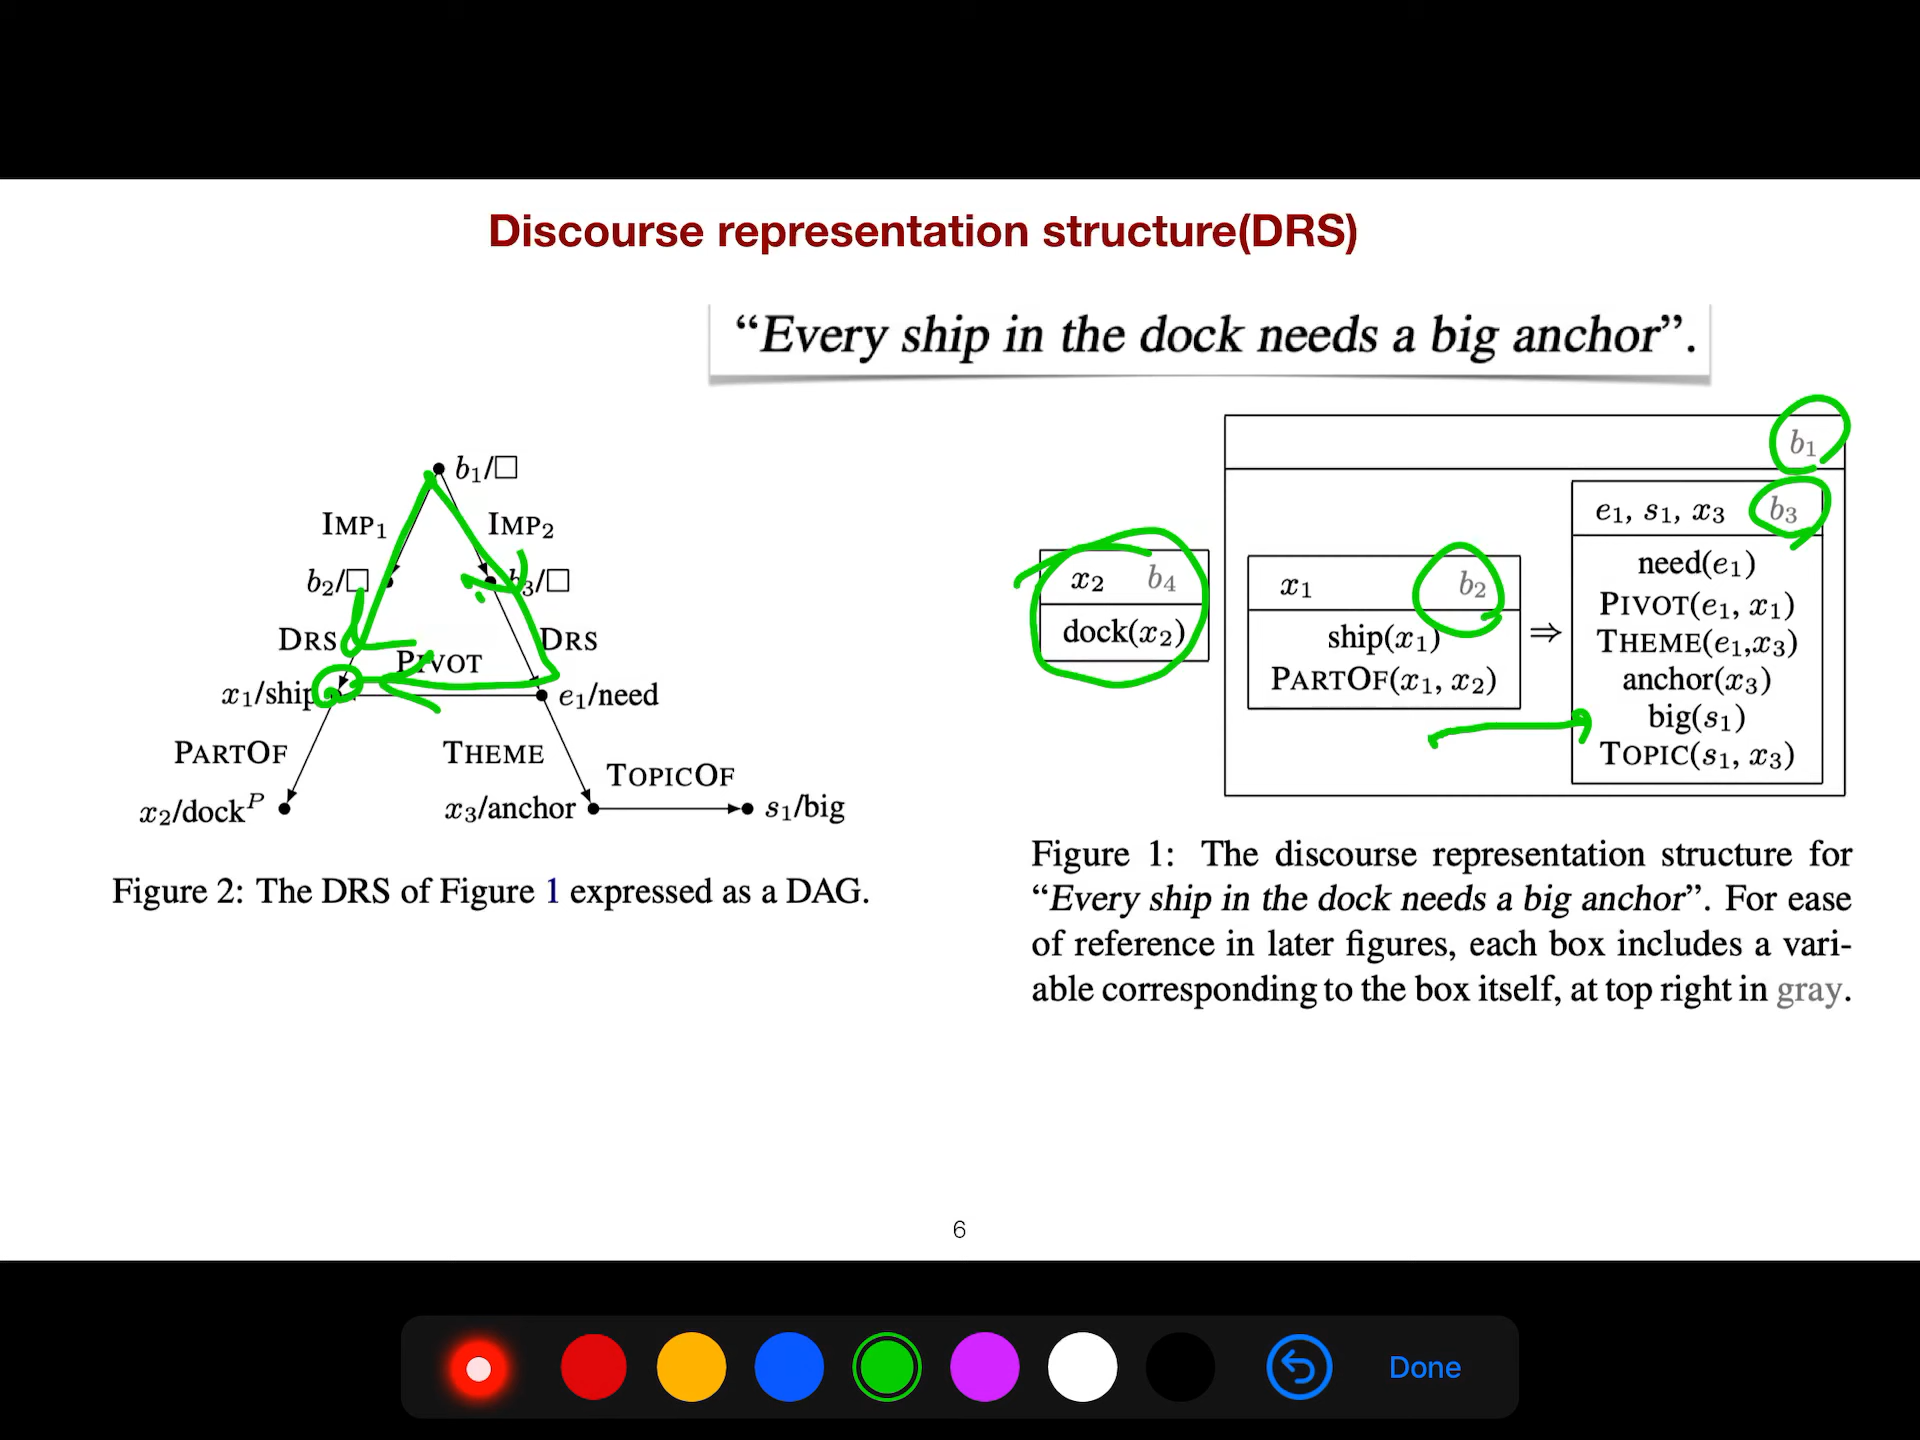 Discourse representation structure(DRS)
“Every ship in the dock needs a big anchor”.
b1/□
IMP1 IMP2
b2/□ b3/□
DRS DRS
PIVOT
x1/ship e1/need
PARTOF THEME
TOPICOF
x2/dockP x3/anchor s1/big
Figure 2: The DRS of Figure 1 expressed as a DAG.
b1
x2 b4
dock(x2)
x1 b2
ship(x1)
PARTOF(x1, x2)
⇒
e1, s1, x3 b3
need(e1)
PIVOT(e1, x1)
THEME(e1,x3)
anchor(x3)
big(s1)
TOPIC(s1, x3)
Figure 1: The discourse representation structure for
“Every ship in the dock needs a big anchor”. For ease
of reference in later figures, each box includes a vari-
able corresponding to the box itself, at top right in gray.
6
Done